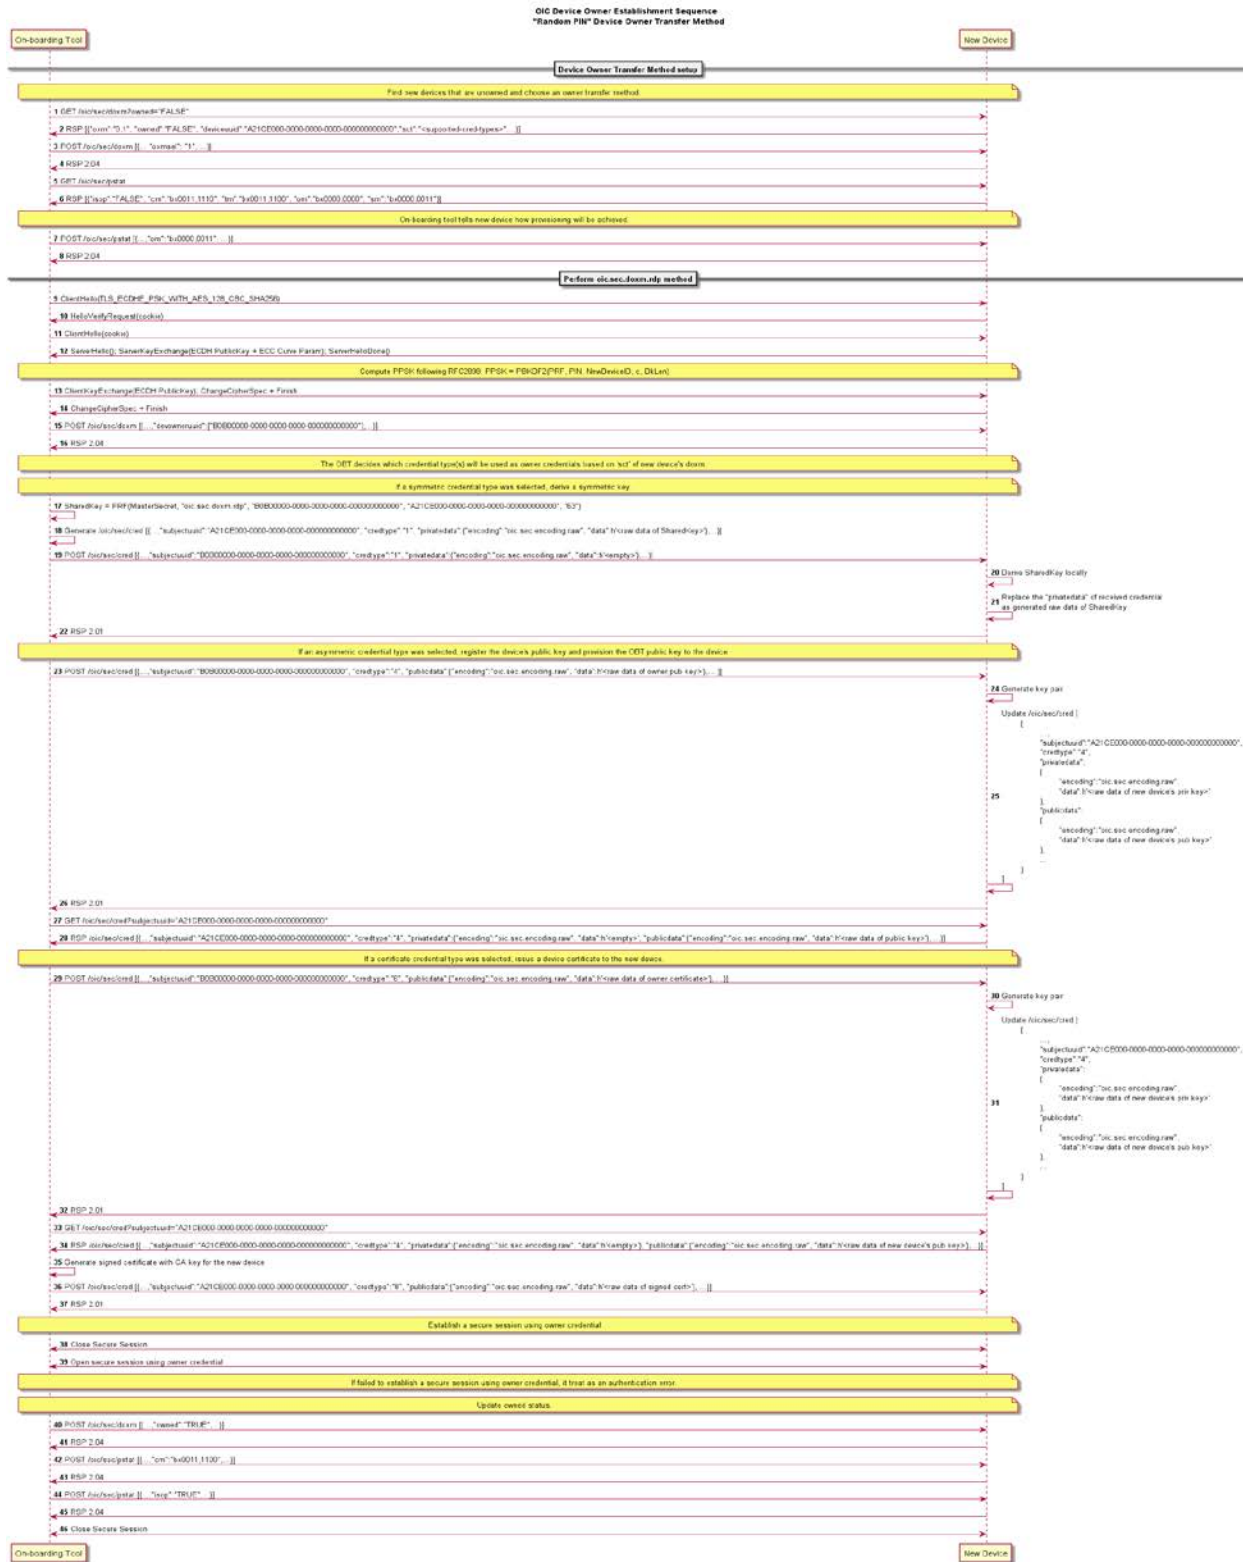 OIC Device Owner Establishment Sequence
"Random PIN" Device Owner Transfer Method
On-boarding Tool
New Device
Device Owner Transfer Method setup
Find new devices that are unowned and choose an owner transfer method.
1 GET /oic/sec/doxm?owned="FALSE"
2 RSP [{"oxm":"0,1", "owned":"FALSE", "deviceuuid":"A21CE000-0000-0000-0000-000000000000","sct":"<supported-cred-types>"...}]
3 POST /oic/sec/doxm [{..., "oxmsel": "1", ...}]
4 RSP 2.04
5 GET /oic/sec/pstat
6 RSP [{"isop":"FALSE", "cm":"bx0011,1110", "tm":"bx0011,1100", "om":"bx0000,0000", "sm":"bx0000,0011"}]
On-boarding tool tells new device how provisioning will be achieved.
7 POST /oic/sec/pstat [{...,"om":"bx0000,0011",...}]
8 RSP 2.04
Perform oic.sec.doxm.rdp method
9 ClientHello(TLS_ECDHE_PSK_WITH_AES_128_CBC_SHA256)
10 HelloVerifyRequest(cookie)
11 ClientHello(cookie)
12 ServerHello(); ServerKeyExchange(ECDH PublicKey + ECC Curve Param); ServerHelloDone()
Compute PPSK following RFC2898: PPSK = PBKDF2(PRF, PIN, NewDeviceID, c, DkLen)
13 ClientKeyExchange(ECDH PublicKey), ChangeCipherSpec + Finish
14 ChangeCipherSpec + Finish
15 POST /oic/sec/doxm [{...,"devowneruuid":{"B0B00000-0000-0000-0000-000000000000"},...}]
16 RSP 2.04
The OBT decides which credential type(s) will be used as owner credentials based on 'sct' of new device's doxm.
If a symmetric credential type was selected, derive a symmetric key.
17 SharedKey = PRF(MasterSecret, "oic.sec.doxm.rdp", "B0B00000-0000-0000-0000-000000000000", "A21CE000-0000-0000-0000-000000000000", "63")
18 Generate /oic/sec/cred [{..., "subjectuuid":"A21CE000-0000-0000-0000-000000000000", "credtype":"1", "privatedata":{"encoding":"oic.sec.encoding.raw", "data":h'<raw data of SharedKey>'},...}]
19 POST /oic/sec/cred [{...,"subjectuuid":"B0B00000-0000-0000-0000-000000000000", "credtype":"1", "privatedata":{"encoding":"oic.sec.encoding.raw", "data":h'<empty>'},...}]
20 Derive SharedKey locally
21 Replace the "privatedata" of received credential
as generated raw data of SharedKey
22 RSP 2.01
If an asymmetric credential type was selected, register the device's public key and provision the OBT public key to the device
23 POST /oic/sec/cred [{...,"subjectuuid":"B0B00000-0000-0000-0000-000000000000", "credtype":"4", "publicdata":{"encoding":"oic.sec.encoding.raw", "data":h'<raw data of owner pub key>'},...}]
24 Generate key pair
Update /oic/sec/cred [
{
...,
"subjectuuid":"A21CE000-0000-0000-0000-000000000000",
"credtype":"4",
"privatedata":
{
"encoding":"oic.sec.encoding.raw",
"data":h'<raw data of new device's priv key>'
25
},
"publicdata":
{
"encoding":"oic.sec.encoding.raw",
"data":h'<raw data of new device's pub key>'
},
...
}
]
26 RSP 2.01
27 GET /oic/sec/cred?subjectuuid="A21CE000-0000-0000-0000-000000000000"
28 RSP /oic/sec/cred [{...,"subjectuuid":"A21CE000-0000-0000-0000-000000000000", "credtype":"4", "privatedata":{"encoding":"oic.sec.encoding.raw", "data":h'<empty>', "publicdata":{"encoding":"oic.sec.encoding.raw", "data":h'<raw data of public key>'},...}]
If a certificate credential type was selected, issue a device certificate to the new device.
29 POST /oic/sec/cred [{...,"subjectuuid":"B0B00000-0000-0000-0000-000000000000", "credtype":"8", "publicdata":{"encoding":"oic.sec.encoding.raw", "data":h'<raw data of owner certificate>'},...}]
30 Generate key pair
Update /oic/sec/cred [
{
...,
"subjectuuid":"A21CE000-0000-0000-0000-000000000000",
"credtype":"4",
"privatedata":
{
"encoding":"oic.sec.encoding.raw",
"data":h'<raw data of new device's priv key>'
31
},
"publicdata":
{
"encoding":"oic.sec.encoding.raw",
"data":h'<raw data of new device's pub key>'
},
...
}
]
32 RSP 2.01
33 GET /oic/sec/cred?subjectuuid="A21CE000-0000-0000-0000-000000000000"
34 RSP /oic/sec/cred [{...,"subjectuuid":"A21CE000-0000-0000-0000-000000000000", "credtype":"4", "privatedata":{"encoding":"oic.sec.encoding.raw", "data":h'<empty>'}, "publicdata":{"encoding":"oic.sec.encoding.raw", "data":h'<raw data of new device's pub key>'},...}]
35 Generate signed certificate with CA key for the new device
36 POST /oic/sec/cred [{...,"subjectuuid":"A21CE000-0000-0000-0000-000000000000", "credtype":"8", "publicdata":{"encoding":"oic.sec.encoding.raw", "data":h'<raw data of signed cert>'},...}]
37 RSP 2.01
Establish a secure session using owner credential
38 Close Secure Session
39 Open secure session using owner credential
If failed to establish a secure session using owner credential, it treat as an authentication error.
Update owned status.
40 POST /oic/sec/doxm [{...,"owned":"TRUE",...}]
41 RSP 2.04
42 POST /oic/sec/pstat [{..."cm":"bx0011,1100",...}]
43 RSP 2.04
44 POST /oic/sec/pstat [{..."isop":"TRUE"...}]
45 RSP 2.04
46 Close Secure Session
On-boarding Tool
New Device